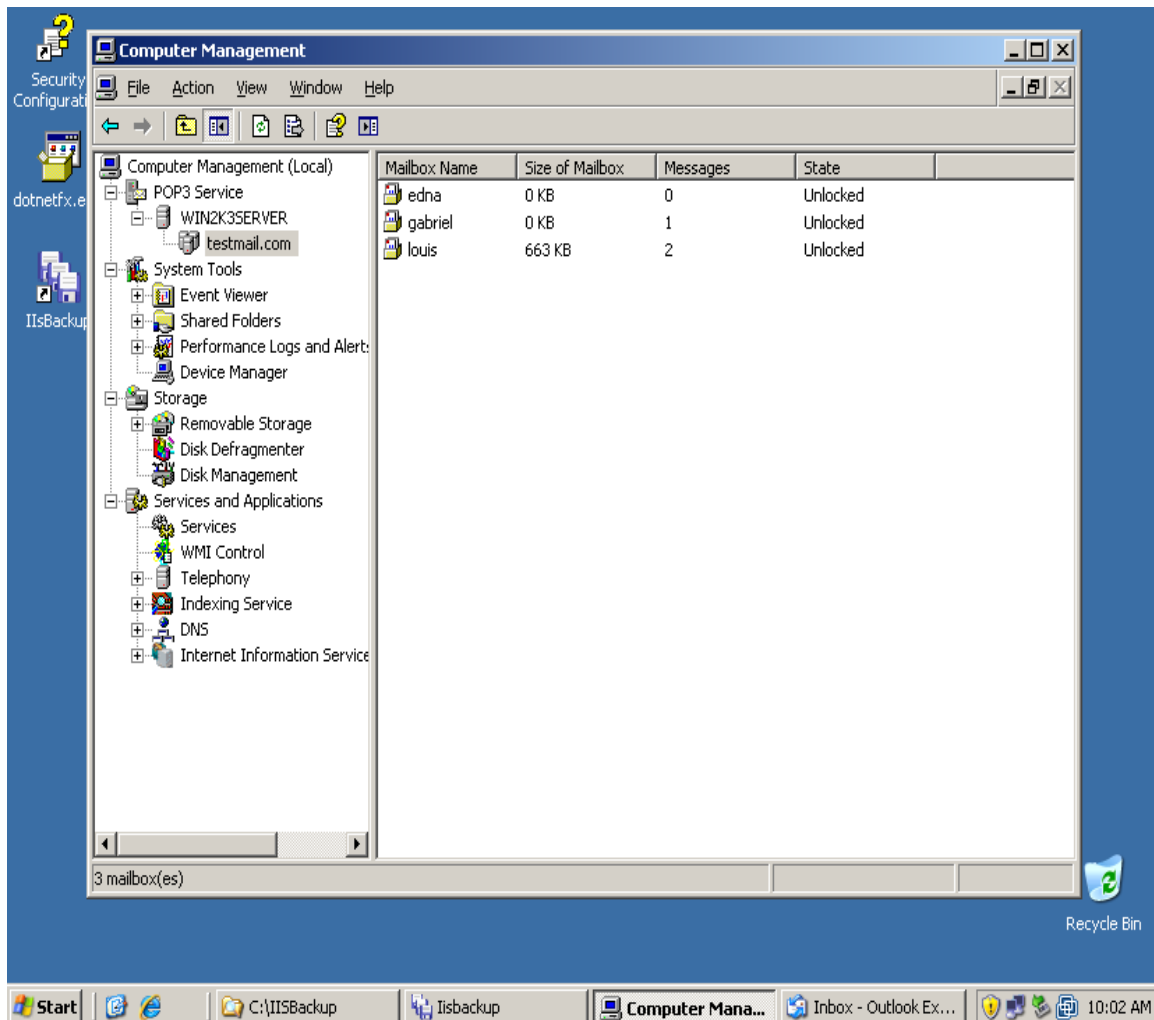 Security
Configurati
dotnetfx.e
IIsBackup
Computer Management
File Action View Window Help
Computer Management (Local)
POP3 Service
WIN2K3SERVER
testmail.com
System Tools
Event Viewer
Shared Folders
Performance Logs and Alert
Device Manager
Storage
Removable Storage
Disk Defragmenter
Disk Management
Services and Applications
Services
WMI Control
Telephony
Indexing Service
DNS
Internet Information Service
Mailbox Name Size of Mailbox Messages State
edna 0 KB 0 Unlocked
gabriel 0 KB 1 Unlocked
louis 663 KB 2 Unlocked
3 mailbox(es)
Recycle Bin
Start C:\IISBackup Iisbackup Computer Mana... Inbox - Outlook Ex... 10:02 AM